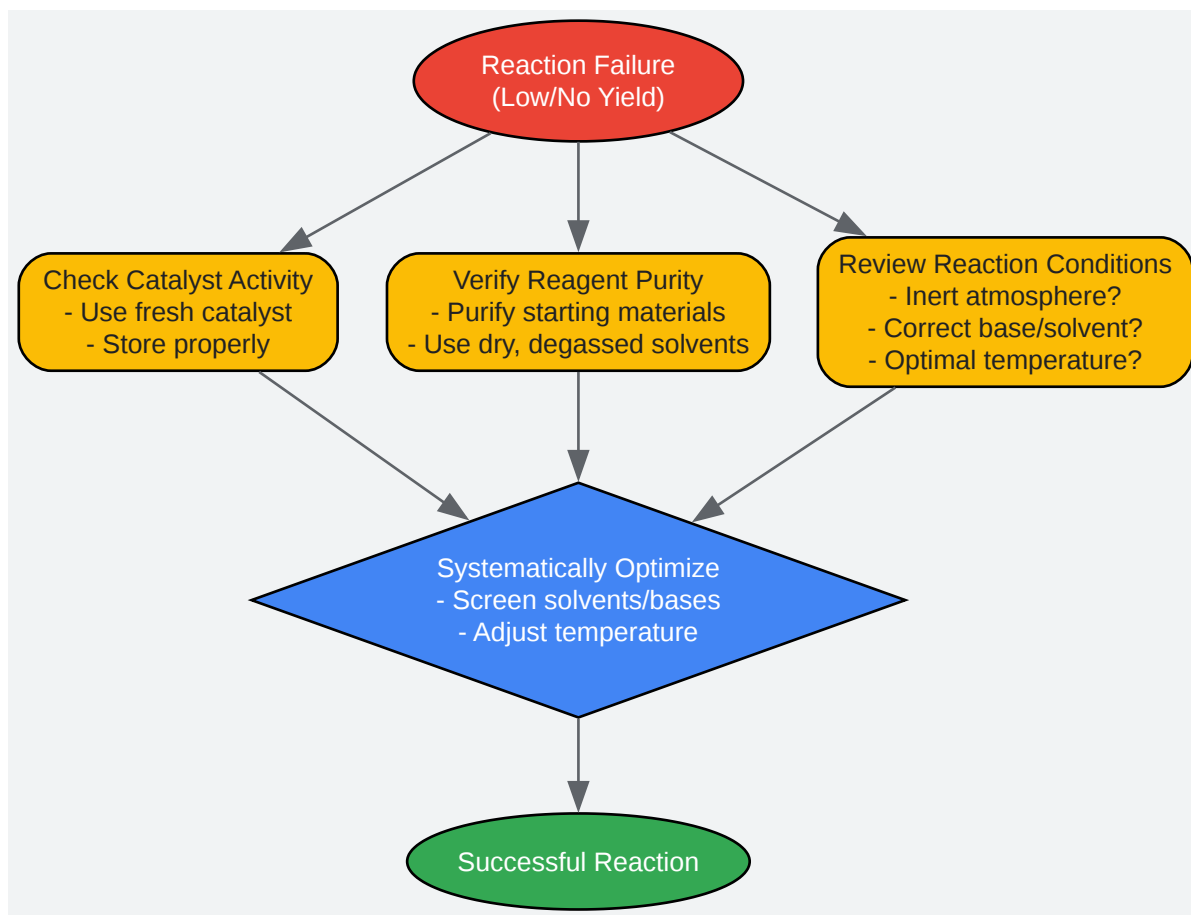 Reaction Failure
(Low/No Yield)
Check Catalyst Activity
- Use fresh catalyst
- Store properly
Verify Reagent Purity
- Purify starting materials
- Use dry, degassed solvents
Review Reaction Conditions
- Inert atmosphere?
- Correct base/solvent?
- Optimal temperature?
Systematically Optimize
- Screen solvents/bases
- Adjust temperature
Successful Reaction